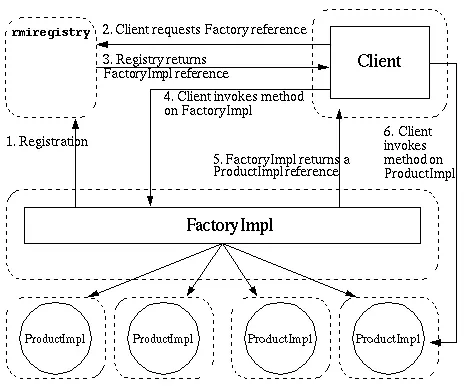 rmiregistry
2. Client requests Factory reference
3. Registry returns
FactoryImpl reference
Client
4. Client invokes method
on FactoryImpl
1. Registration
5. FactoryImpl returns a
ProductImpl reference
6. Client
invokes
method on
ProductImpl
FactoryImpl
ProductImpl
ProductImpl
ProductImpl
ProductImpl